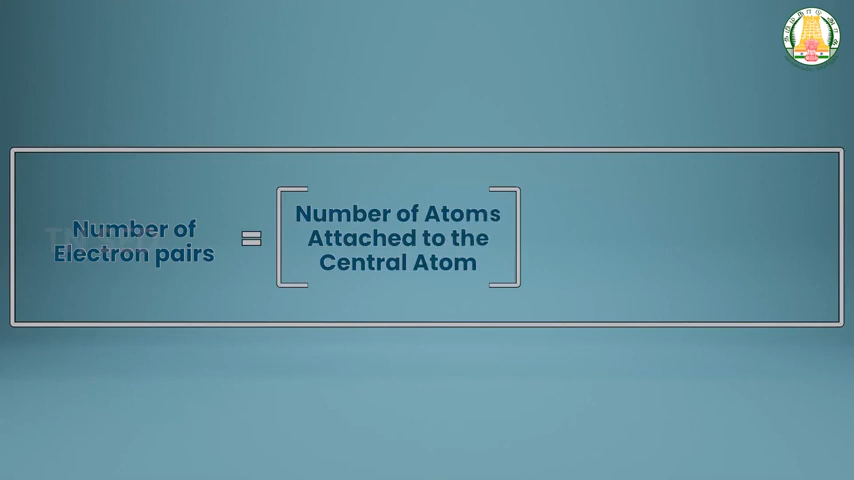 Number of
Electron pairs
=
Number of Atoms
Attached to the
Central Atom